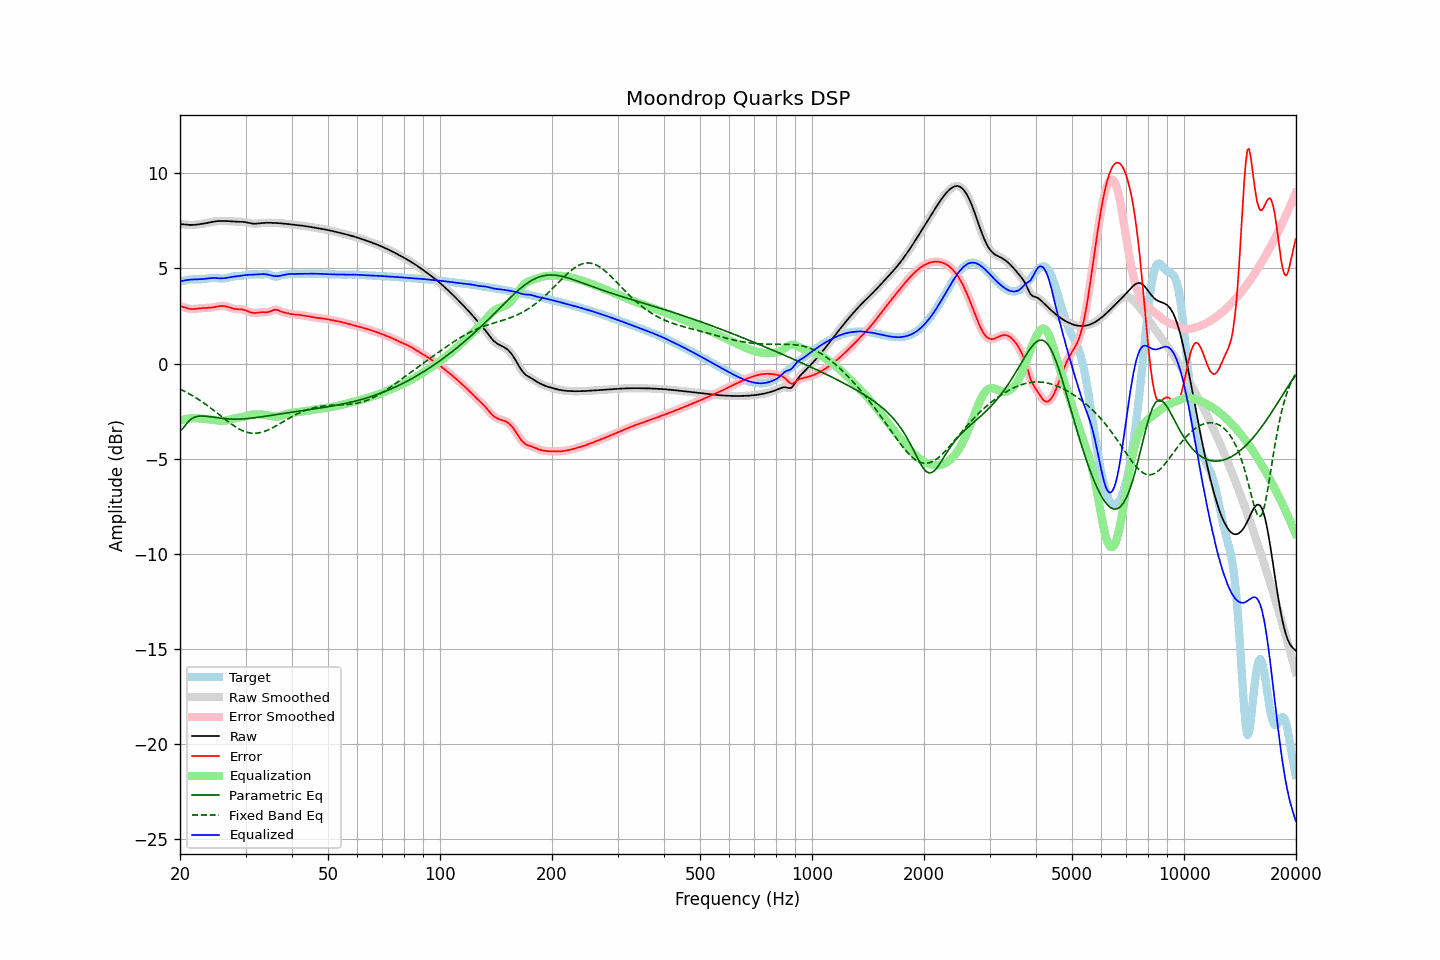 Moondrop Quarks DSP
Amplitude (dBr)
10
5
0
−5
−10
−15
−20
−25
Target
Raw Smoothed
Error Smoothed
Raw
Error
Equalization
Parametric Eq
Fixed Band Eq
Equalized
20 50 100 200 500 1000 2000 5000 10000 20000
Frequency (Hz)